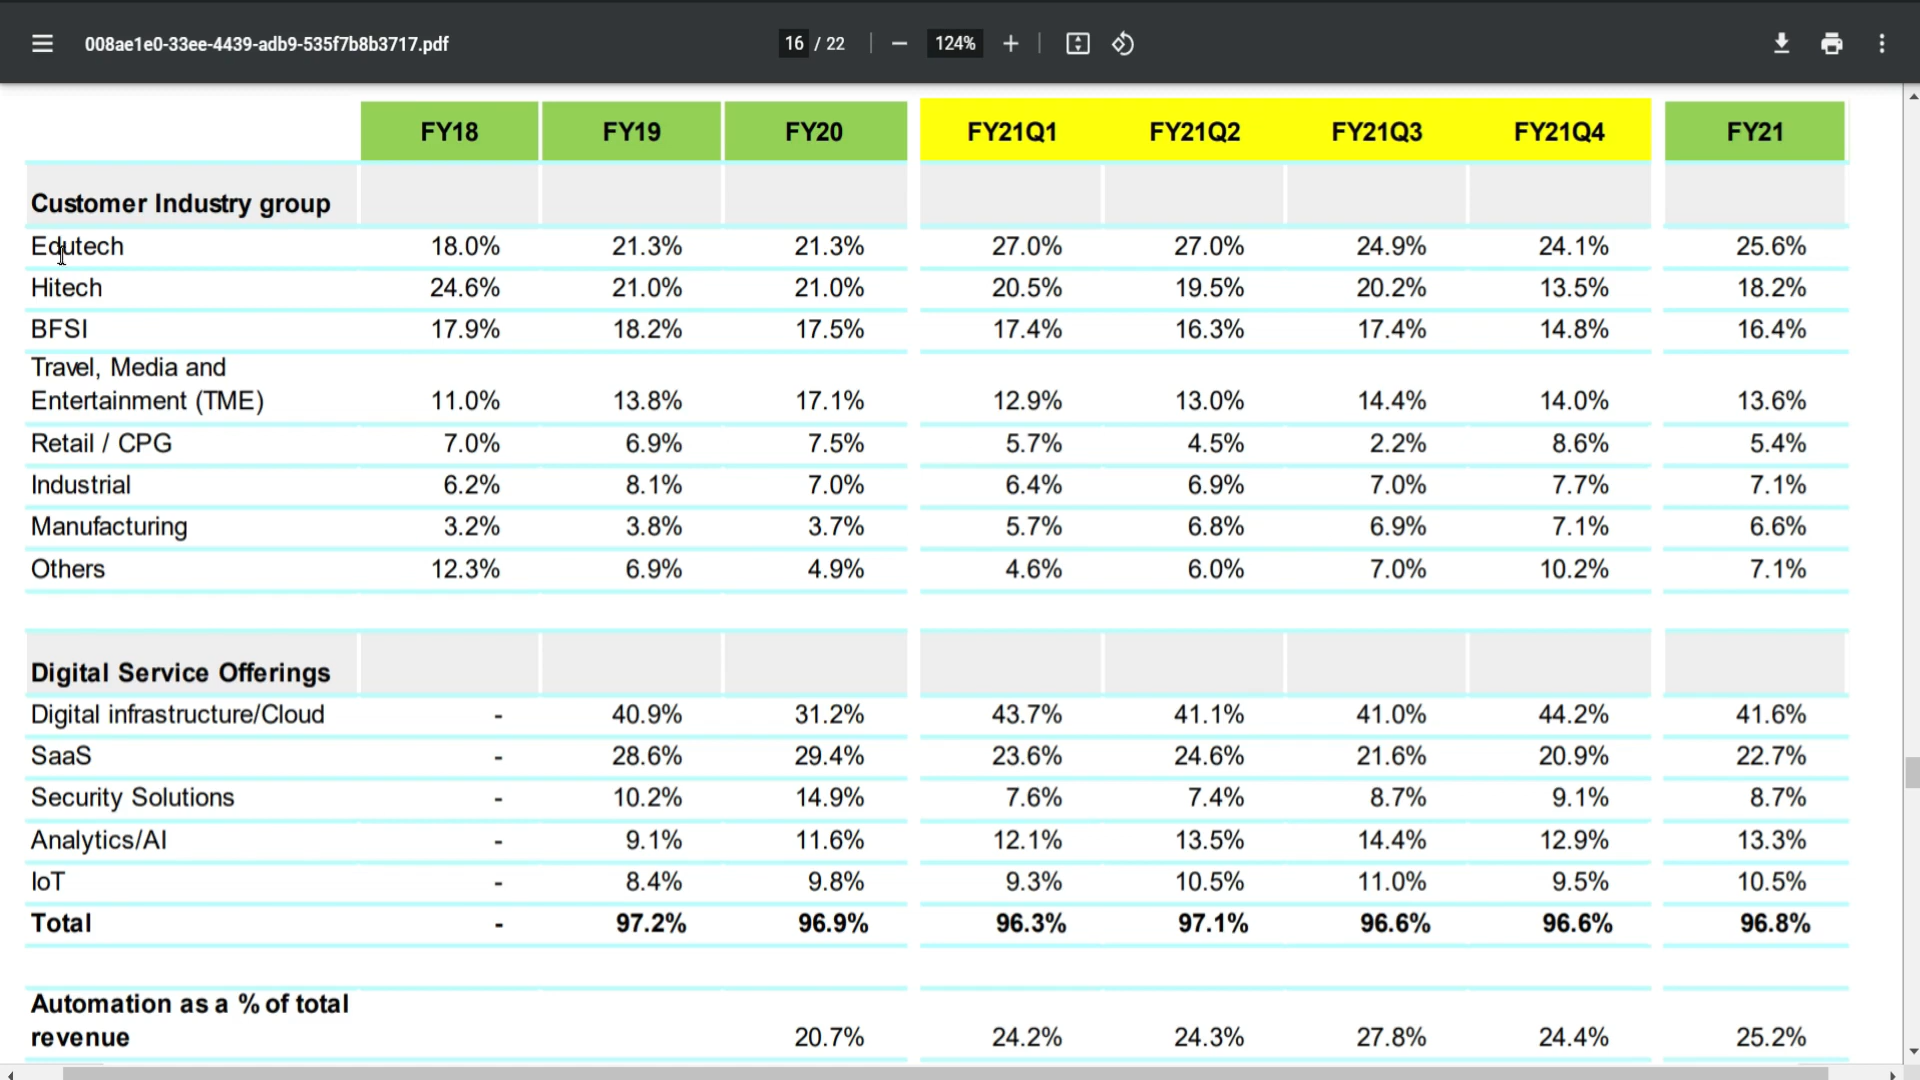 008ae1e0-33ee-4439-adb9-535f7b8b3717.pdf 16 / 22 124%
FY18 FY19 FY20 FY21Q1 FY21Q2 FY21Q3 FY21Q4 FY21
Customer Industry group
Edutech 18.0% 21.3% 21.3% 27.0% 27.0% 24.9% 24.1% 25.6%
Hitech 24.6% 21.0% 21.0% 20.5% 19.5% 20.2% 13.5% 18.2%
BFSI 17.9% 18.2% 17.5% 17.4% 16.3% 17.4% 14.8% 16.4%
Travel, Media and
Entertainment (TME) 11.0% 13.8% 17.1% 12.9% 13.0% 14.4% 14.0% 13.6%
Retail / CPG 7.0% 6.9% 7.5% 5.7% 4.5% 2.2% 8.6% 5.4%
Industrial 6.2% 8.1% 7.0% 6.4% 6.9% 7.0% 7.7% 7.1%
Manufacturing 3.2% 3.8% 3.7% 5.7% 6.8% 6.9% 7.1% 6.6%
Others 12.3% 6.9% 4.9% 4.6% 6.0% 7.0% 10.2% 7.1%
Digital Service Offerings
Digital infrastructure/Cloud - 40.9% 31.2% 43.7% 41.1% 41.0% 44.2% 41.6%
SaaS - 28.6% 29.4% 23.6% 24.6% 21.6% 20.9% 22.7%
Security Solutions - 10.2% 14.9% 7.6% 7.4% 8.7% 9.1% 8.7%
Analytics/AI - 9.1% 11.6% 12.1% 13.5% 14.4% 12.9% 13.3%
IoT - 8.4% 9.8% 9.3% 10.5% 11.0% 9.5% 10.5%
Total - 97.2% 96.9% 96.3% 97.1% 96.6% 96.6% 96.8%
Automation as a % of total
revenue 20.7% 24.2% 24.3% 27.8% 24.4% 25.2%